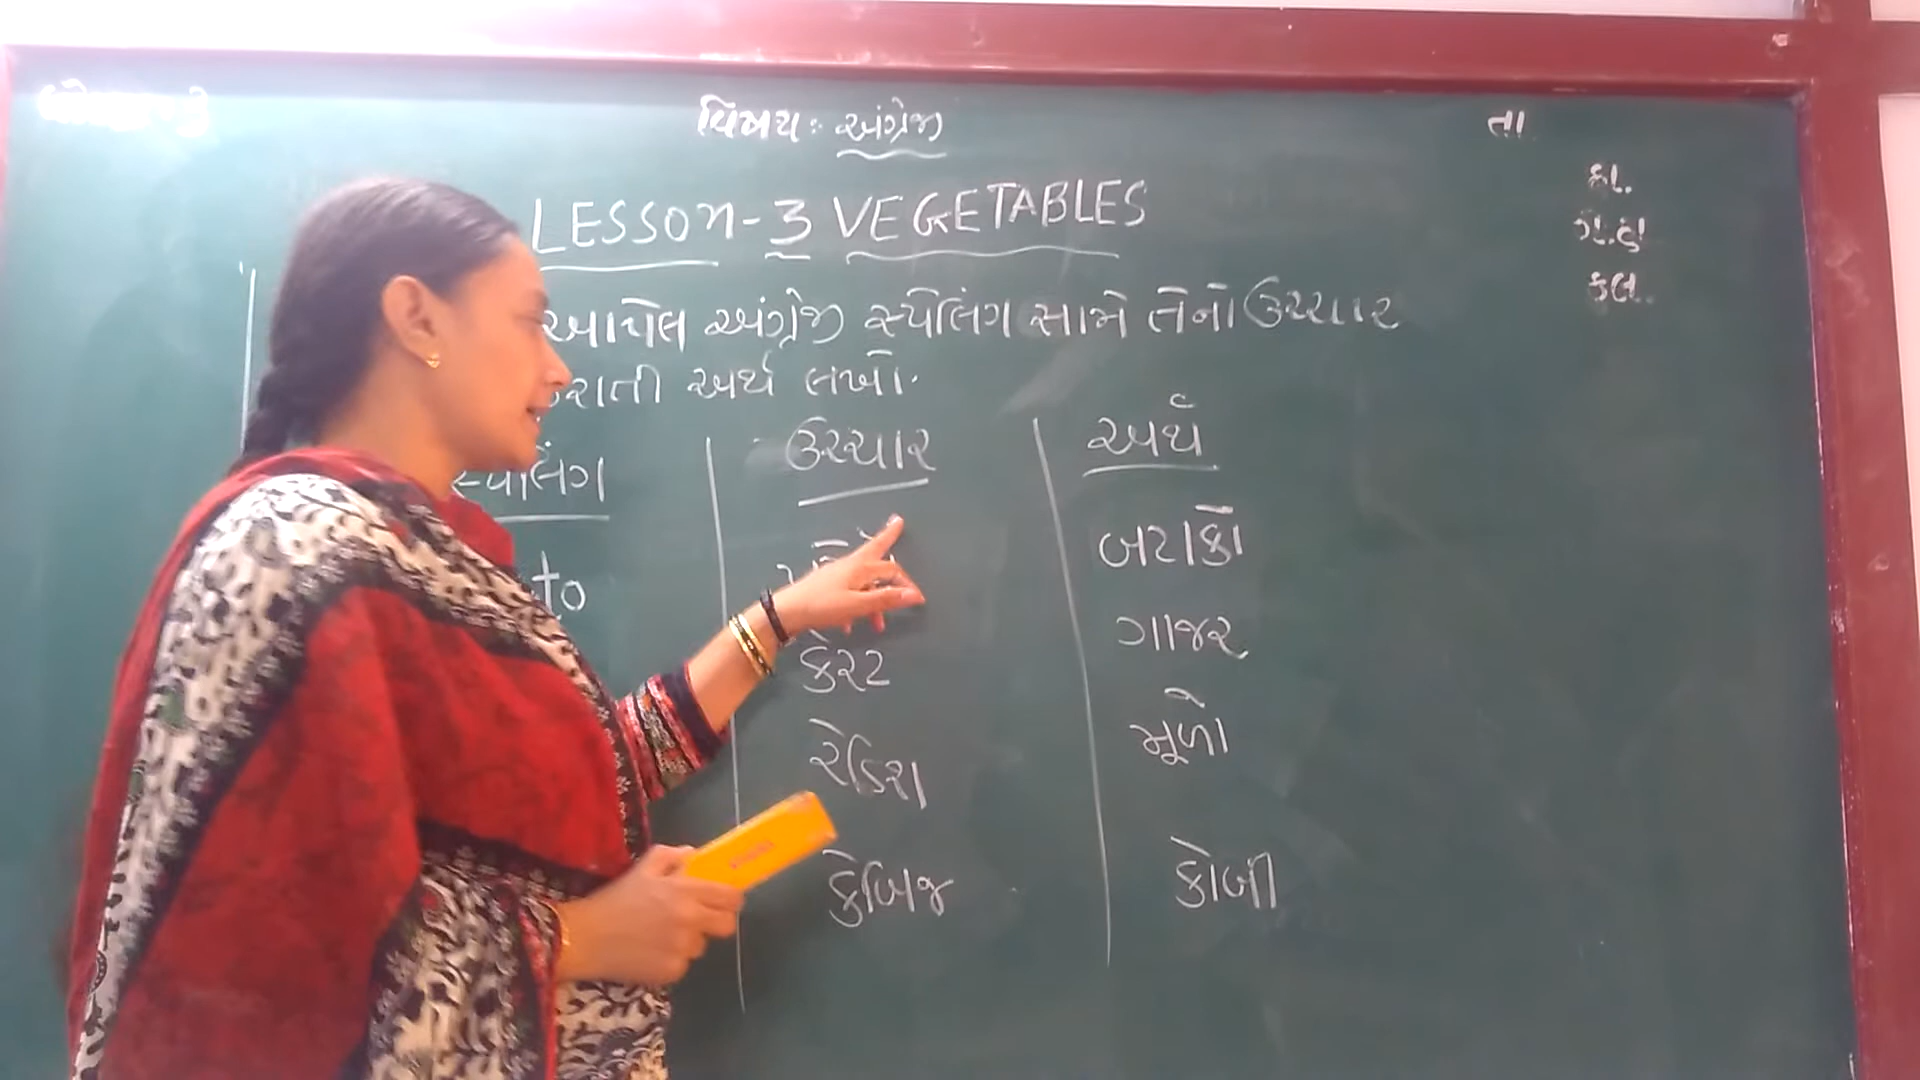 વિષય: અંગ્રેજી
તા
કા.
ગા.હા
કલ.
LESSON-3 VEGETABLES
આપેલ અંગ્રેજી સ્પેલિંગ સામે તેનો ઉચ્ચાર
અર્થ લખો.
સ્પેલિંગ ઉચ્ચાર અર્થ
to બટાકો
કેરટ ગાજર
રેડિશ મૂળો
કેબિજ કોબી